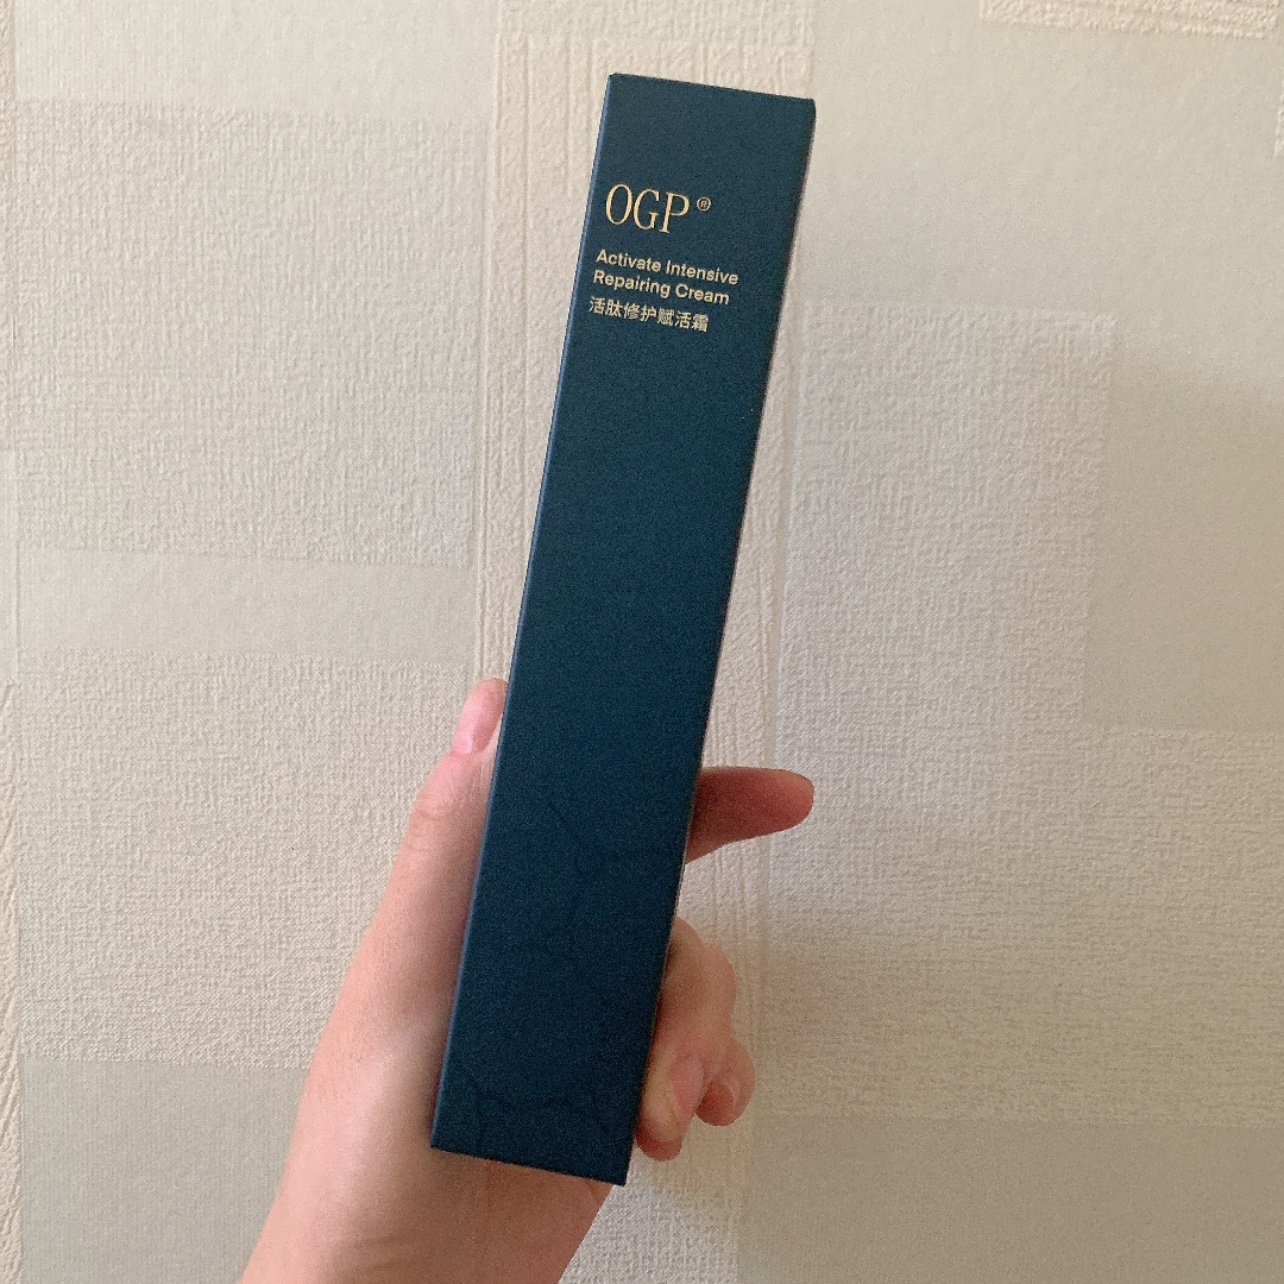 OGP®
Activate Intensive
Repairing Cream
活肽修护赋活霜